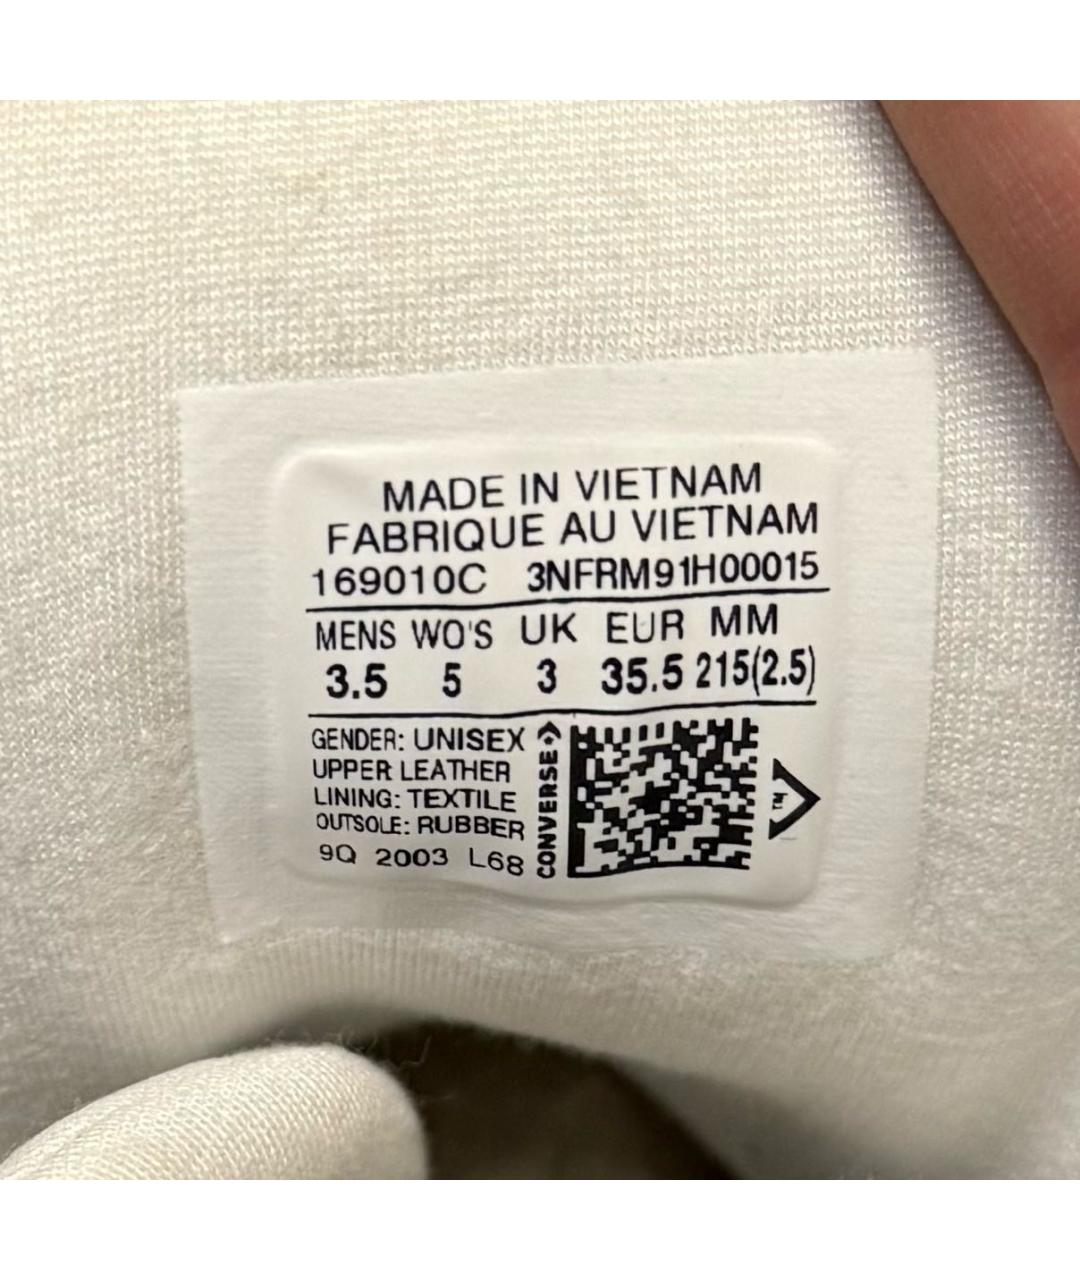 MADE IN VIETNAM
FABRIQUE AU VIETNAM
169010C 3NFRM91H00015
MENS WO'S UK EUR MM
3.5 5 3 35.5 215(2.5)
GENDER: UNISEX
UPPER LEATHER
LINING: TEXTILE
OUTSOLE: RUBBER
9Q 2003 L68
CONVERSE